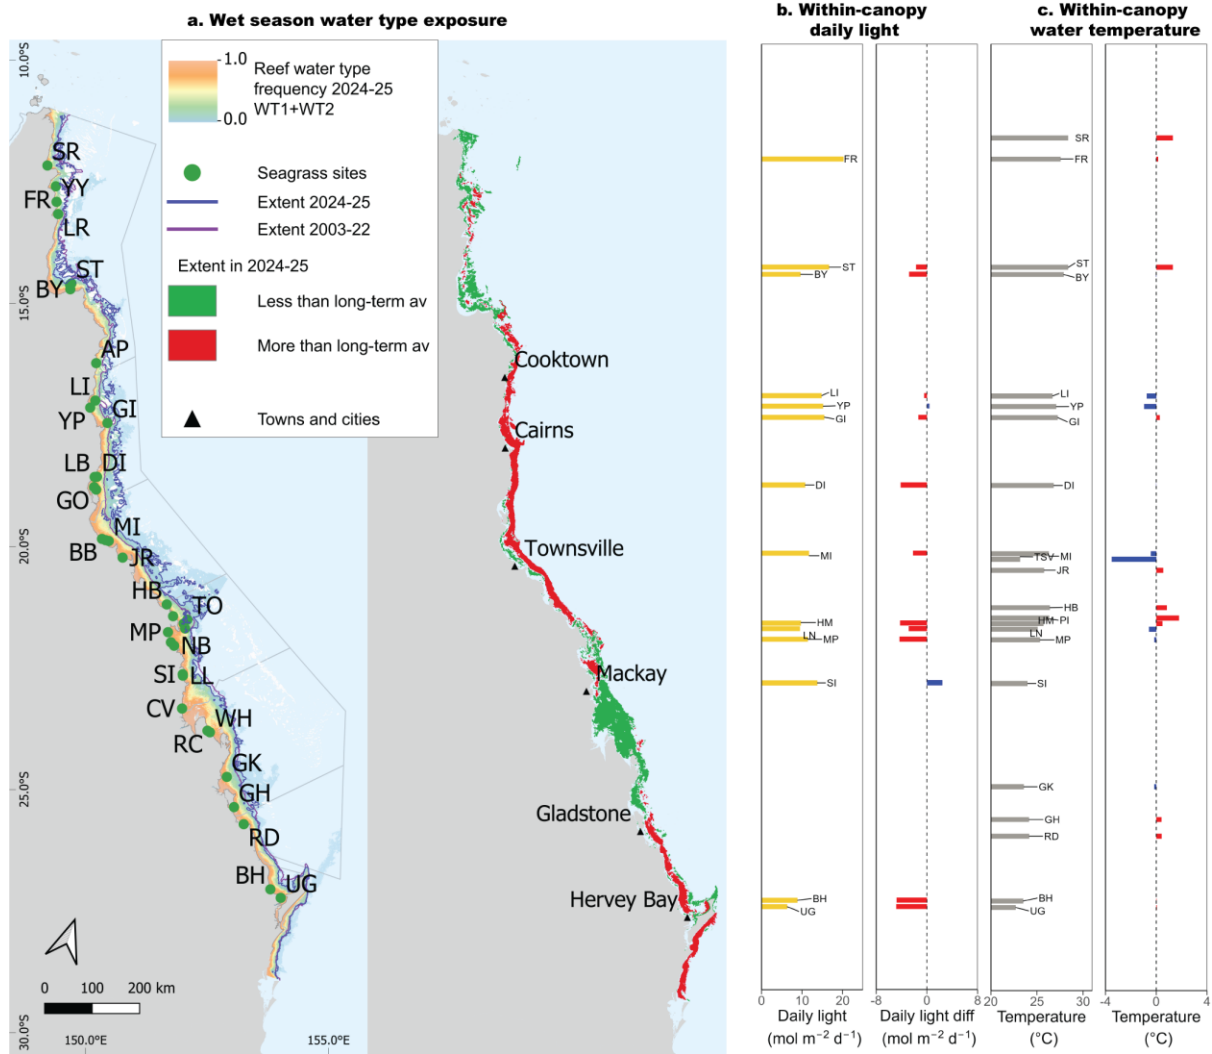 a. Wet season water type exposure
b. Within-canopy
daily light
c. Within-canopy
water temperature
10.0°S
15.0°S
20.0°S
25.0°S
30.0°S
150.0°E
155.0°E
1.0
0.0
Reef water type
frequency 2024-25
WT1+WT2
Seagrass sites
Extent 2024-25
Extent 2003-22
Extent in 2024-25
Less than long-term av
More than long-term av
Towns and cities
SR
YY
FR
LR
ST
BY
AP
LI
GI
YP
LB
DI
GO
MI
BB
JR
HB
TO
MP
NB
SI
LL
CV
WH
RC
GK
GH
RD
BH
UG
0 100 200 km
Cooktown
Cairns
Townsville
Mackay
Gladstone
Hervey Bay
FR
ST
BY
LI
YP
GI
DI
MI
HM
LN
MP
SI
BH
UG
0 10 20
Daily light
(mol m⁻² d⁻¹)
-8 0 8
Daily light diff
(mol m⁻² d⁻¹)
SR
FR
ST
BY
LI
YP
GI
DI
TSV MI
JR
HB
HM PI
LN
MP
SI
GK
GH
RD
BH
UG
20 25 30
Temperature
(°C)
-4 0 4
Temperature
(°C)